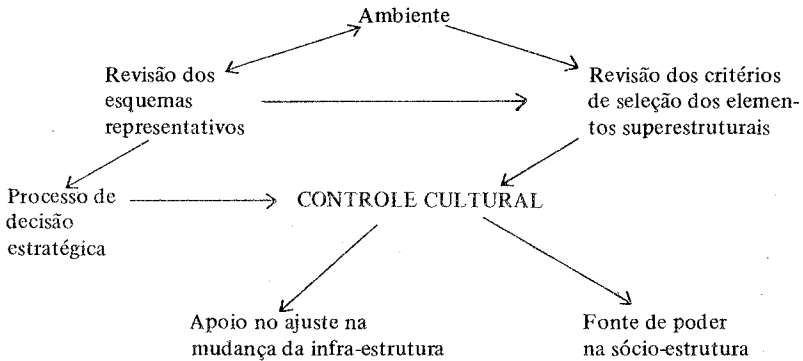 Ambiente
Revisão dos
esquemas
representativos
Revisão dos critérios
de seleção dos elemen-
tos superestruturais
Processo de
decisão
estratégica
CONTROLE CULTURAL
Apoio no ajuste na
mudança da infra-estrutura
Fonte de poder
na sócio-estrutura